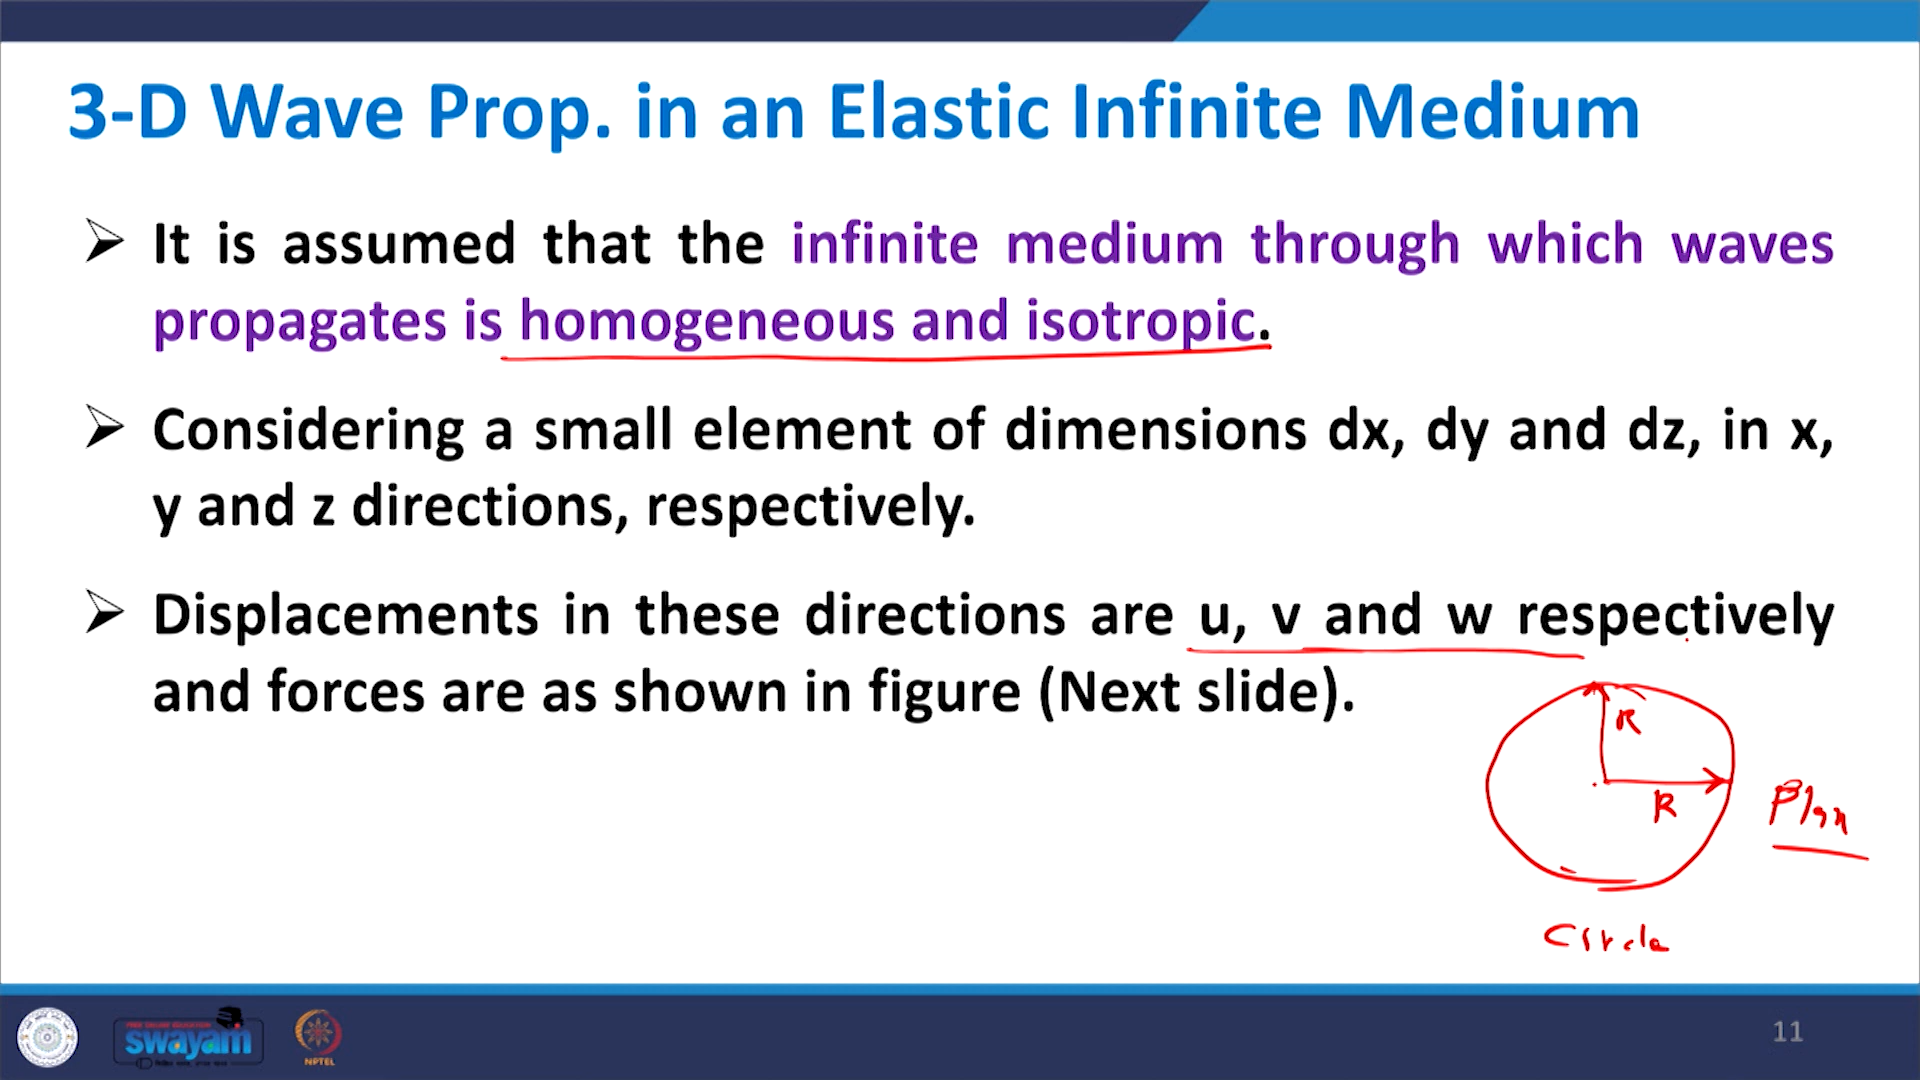 3-D Wave Prop. in an Elastic Infinite Medium
It is assumed that the infinite medium through which waves
propagates is homogeneous and isotropic.
Considering a small element of dimensions dx, dy and dz, in x,
y and z directions, respectively.
Displacements in these directions are u, v and w respectively
and forces are as shown in figure (Next slide).
R
R
Plan
Circle
swayam
NPTEL
11